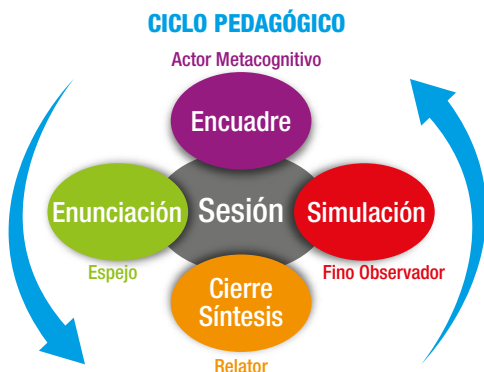 CICLO PEDAGÓGICO
Actor Metacognitivo
Encuadre
Enunciación
Sesión
Simulación
Espejo
Fino Observador
Cierre
Síntesis
Relator